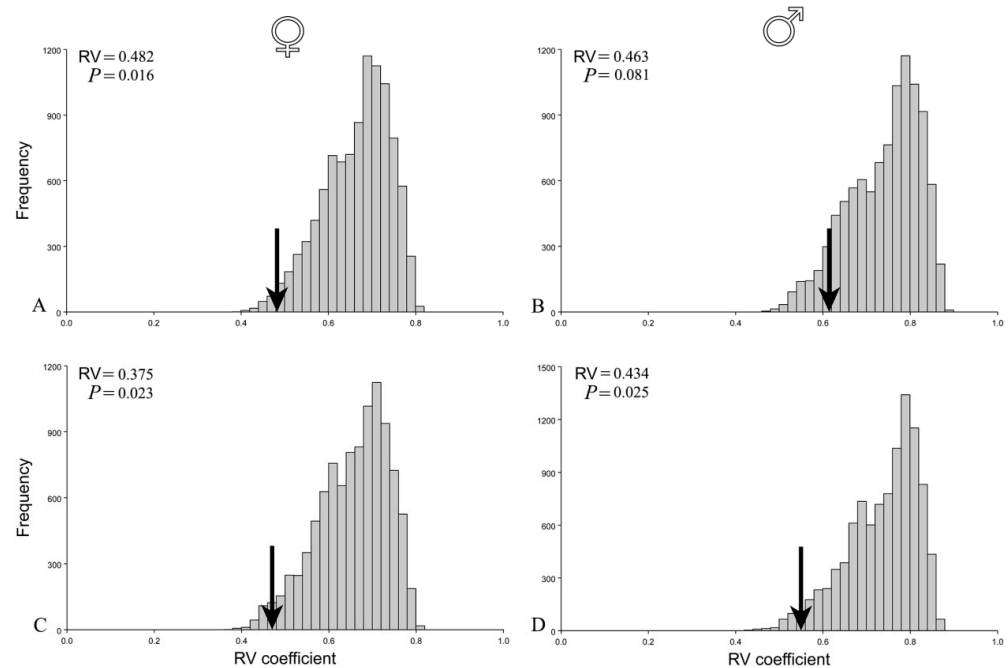 ♀
♂
RV = 0.482
P = 0.016
1200
900
600
300
0
Frequency
A
0.0 0.2 0.4 0.6 0.8 1.0
RV = 0.463
P = 0.081
1200
900
600
300
0
B
0.0 0.2 0.4 0.6 0.8 1.0
RV = 0.375
P = 0.023
1200
900
600
300
0
Frequency
C
0.0 0.2 0.4 0.6 0.8 1.0
RV coefficient
RV = 0.434
P = 0.025
1500
1200
900
600
300
0
D
0.0 0.2 0.4 0.6 0.8 1.0
RV coefficient